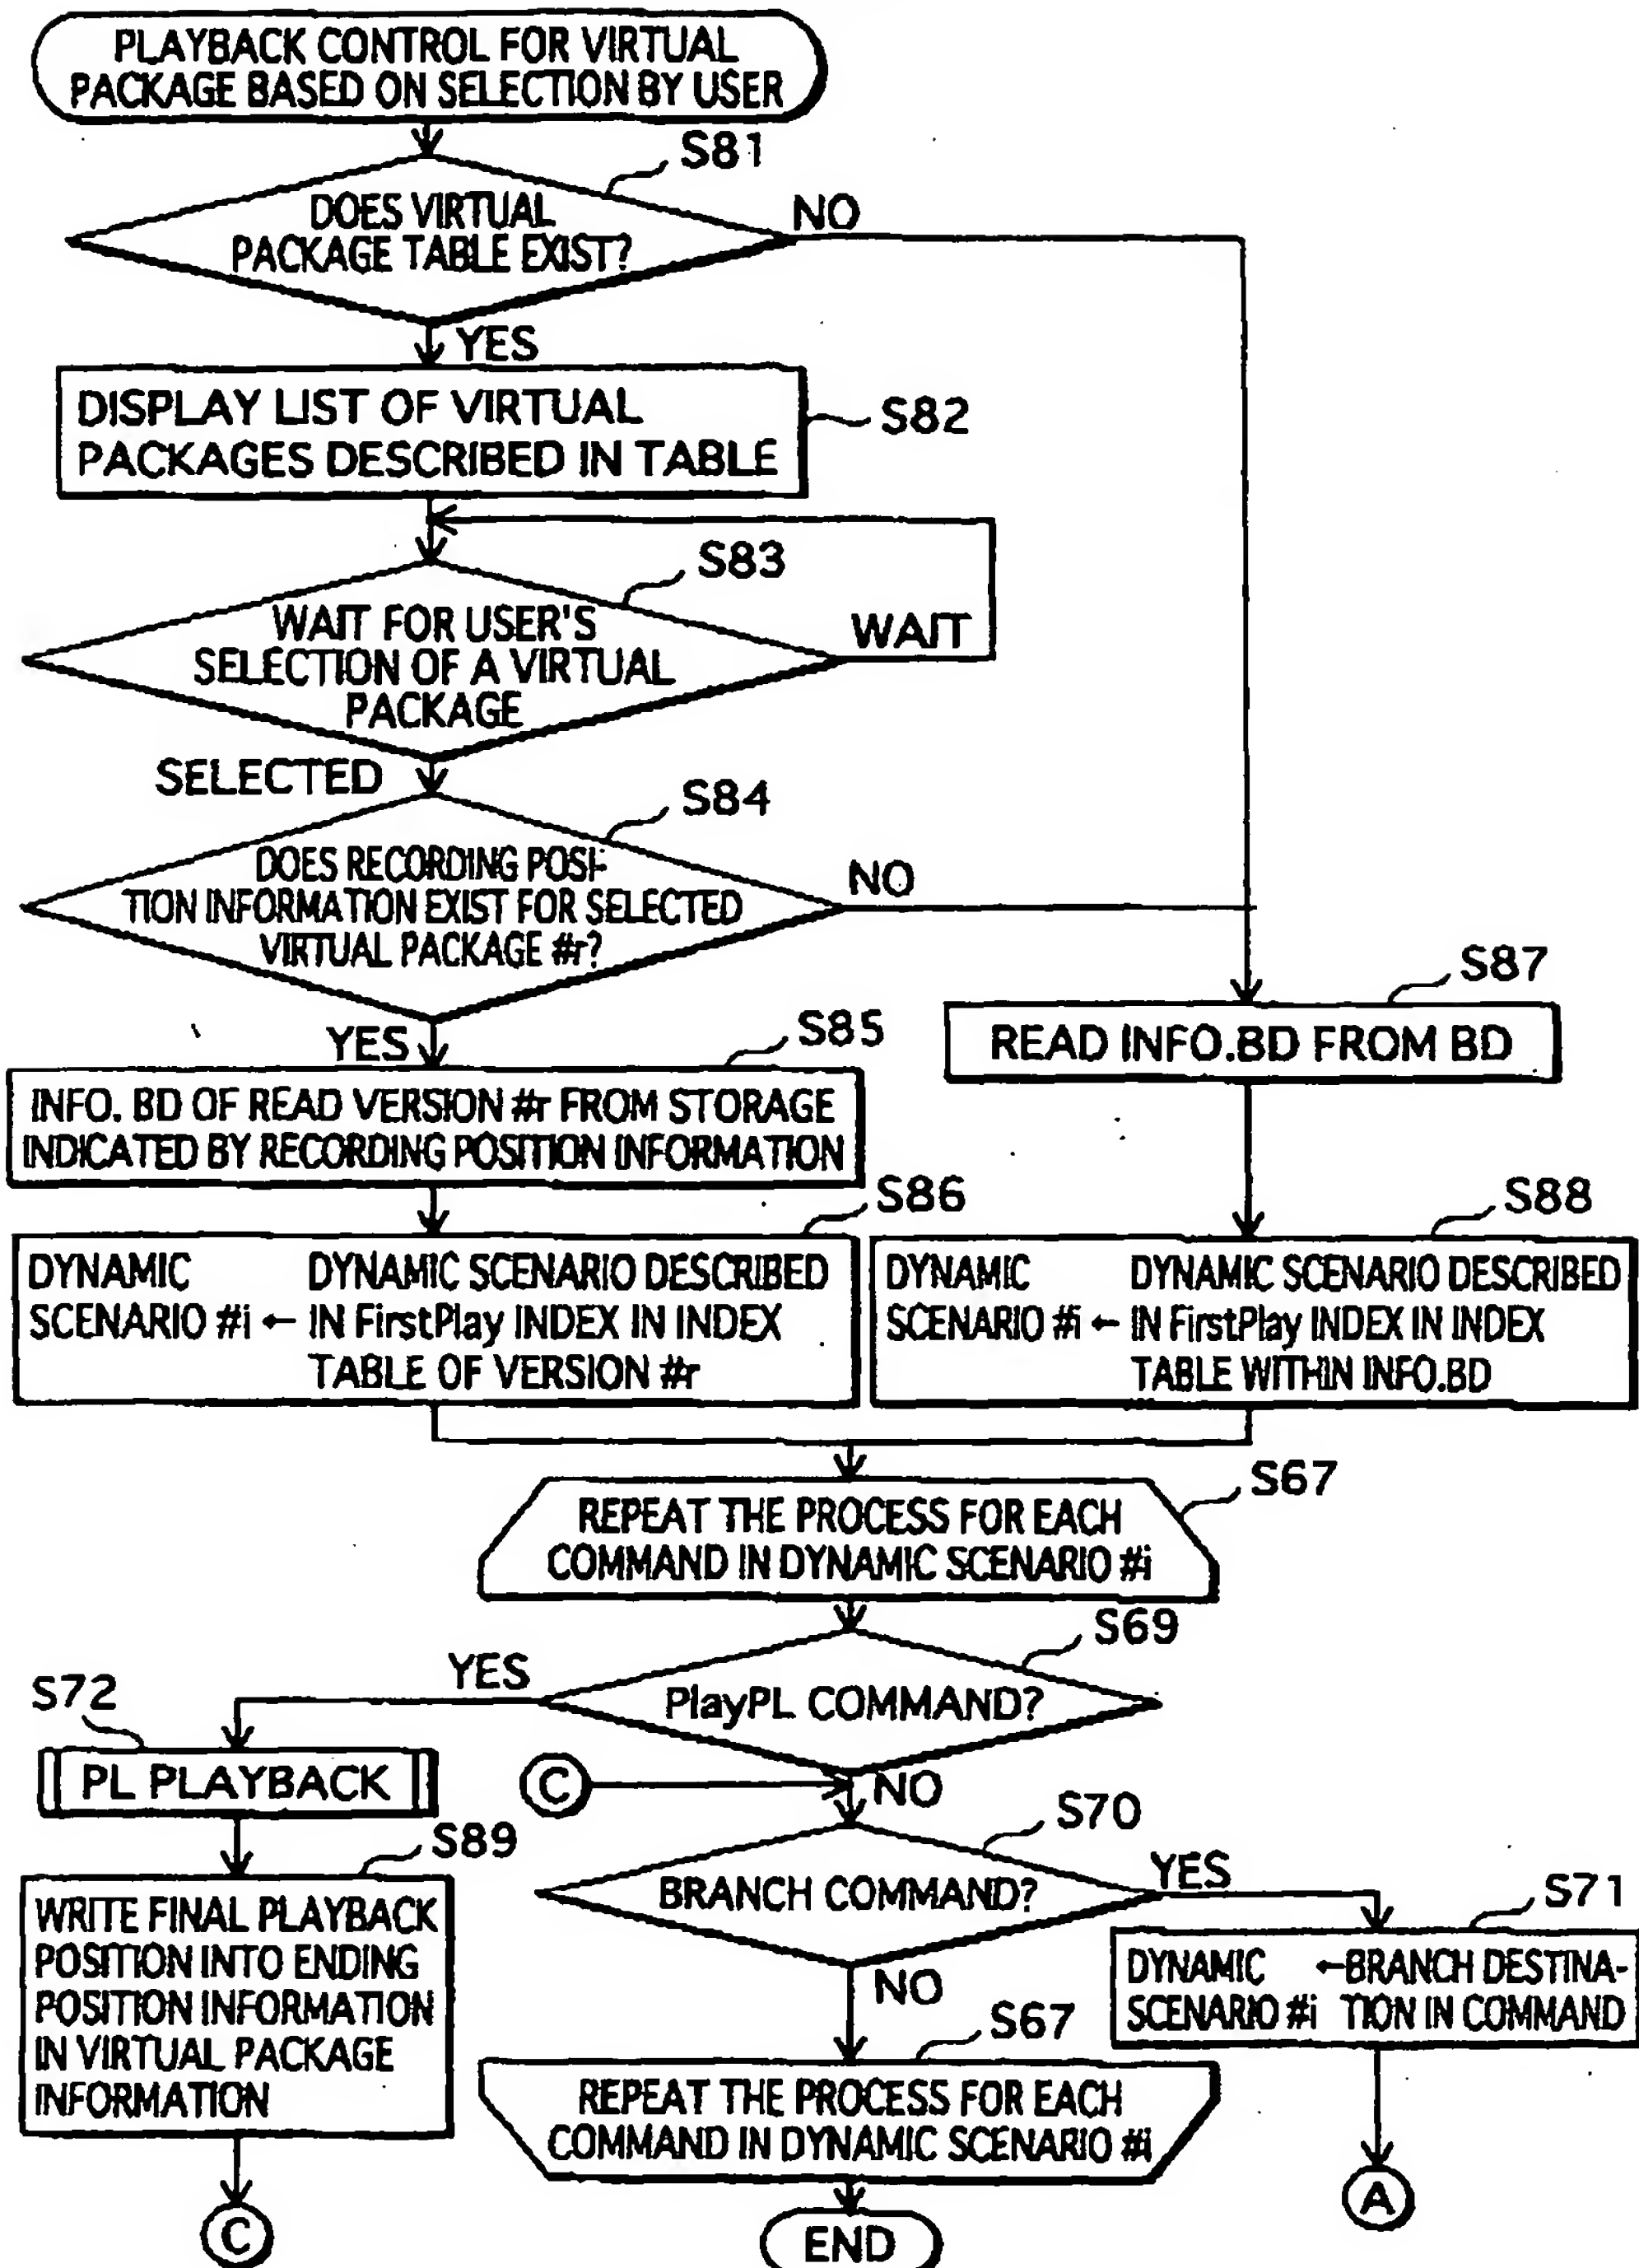 PLAYBACK CONTROL FOR VIRTUAL
PACKAGE BASED ON SELECTION BY USER
S81
DOES VIRTUAL
PACKAGE TABLE EXIST?
NO
YES
DISPLAY LIST OF VIRTUAL
PACKAGES DESCRIBED IN TABLE
S82
S83
WAIT FOR USER'S
SELECTION OF A VIRTUAL
PACKAGE
WAIT
SELECTED
S84
DOES RECORDING POSI-
TION INFORMATION EXIST FOR SELECTED
VIRTUAL PACKAGE #r?
NO
YES
S85
INFO. BD OF READ VERSION #r FROM STORAGE
INDICATED BY RECORDING POSITION INFORMATION
S87
READ INFO.BD FROM BD
S86
DYNAMIC DYNAMIC SCENARIO DESCRIBED
SCENARIO #i ← IN FirstPlay INDEX IN INDEX
TABLE OF VERSION #r
S88
DYNAMIC DYNAMIC SCENARIO DESCRIBED
SCENARIO #i ← IN FirstPlay INDEX IN INDEX
TABLE WITHIN INFO.BD
S67
REPEAT THE PROCESS FOR EACH
COMMAND IN DYNAMIC SCENARIO #i
S69
PlayPL COMMAND?
YES
NO
S72
PL PLAYBACK
C
S89
WRITE FINAL PLAYBACK
POSITION INTO ENDING
POSITION INFORMATION
IN VIRTUAL PACKAGE
INFORMATION
C
S70
BRANCH COMMAND?
YES
NO
S71
DYNAMIC ←BRANCH DESTINA-
SCENARIO #i TION IN COMMAND
A
S67
REPEAT THE PROCESS FOR EACH
COMMAND IN DYNAMIC SCENARIO #i
END